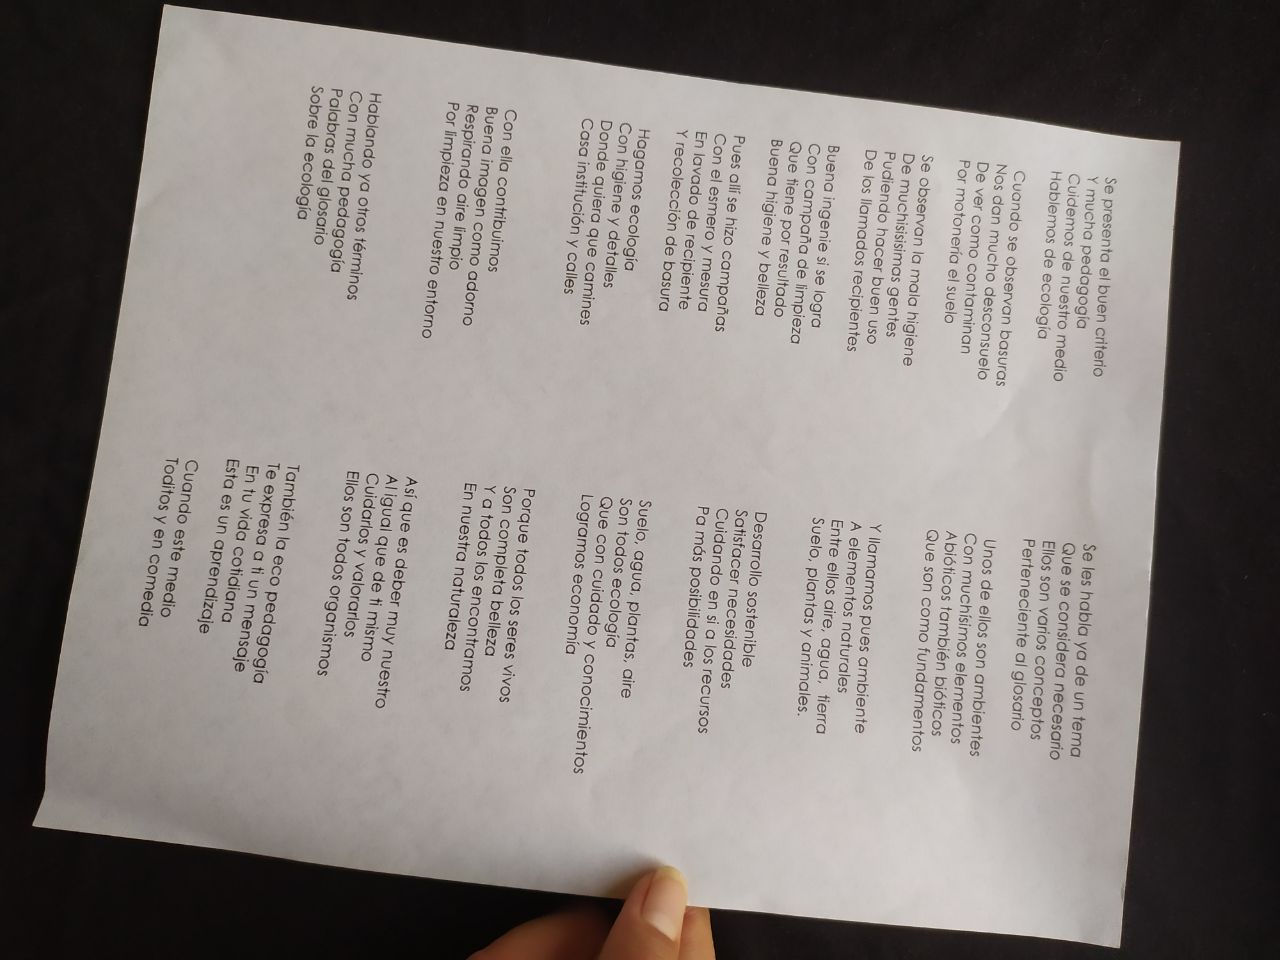 Se presenta el buen criterio
Y mucha pedagogía
Cuidemos de nuestro medio
Hablemos de ecología
Cuando se observan basuras
Nos dan mucho desconsuelo
De ver como contaminan
Por motonería el suelo
Se observan la mala higiene
De muchisisisimas gentes
Pudiendo hacer buen uso
De los llamados recipientes
Buena ingenie si se logra
Con campaña de limpieza
Que tiene por resultado
Buena higiene y belleza
Pues allí se hizo campañas
Con el esmero y mesura
En lavado de recipiente
Y recolección de basura
Hagamos ecología
Con higiene y detalles
Donde quiera que camines
Casa institución y calles
Con ella contribuimos
Buena imagen como adorno
Respirando aire limpio
Por limpieza en nuestro entorno
Hablando ya otros términos
Con mucha pedagogía
Palabras del glosario
Sobre la ecología
Se les habla ya de un tema
Que se considera necesario
Ellos son varios conceptos
Perteneciente al glosario
Unos de ellos son ambientes
Con muchísimos elementos
Abióticos también bióticos
Que son como fundamentos
Y llamamos pues ambiente
A elementos naturales
Entre ellos aire, agua, tierra
Suelo, plantas y animales.
Desarrollo sostenible
Satisfacer necesidades
Cuidando en si a los recursos
Pa más posibilidades
Suelo, agua, plantas, aire
Son todos ecología
Que con cuidado y conocimientos
Logramos economía
Porque todos los seres vivos
Son completa belleza
Y a todos los encontramos
En nuestra naturaleza
Así que es deber muy nuestro
Al igual que de ti mismo
Cuidarlos y valorarlos
Ellos son todos organismos
También la eco pedagogía
Te expresa a ti un mensaje
En tu vida cotidiana
Esta es un aprendizaje
Cuando este medio
Toditos y en comedia